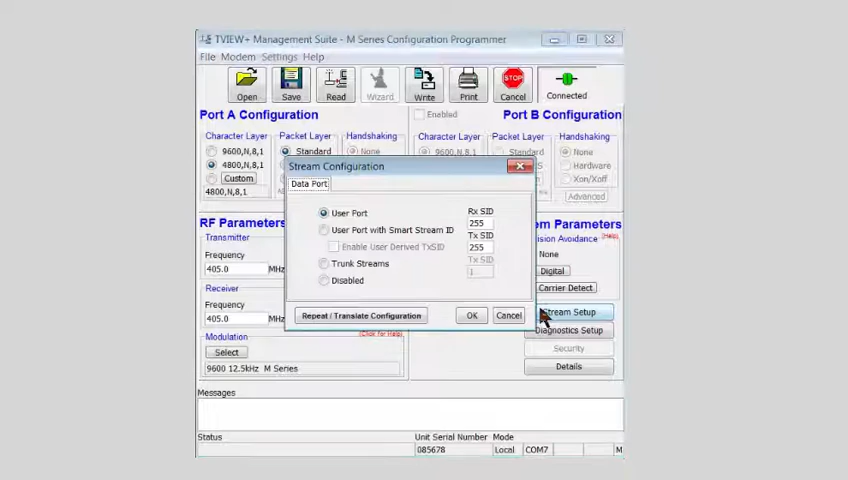 TVIEW+ Management Suite - M Series Configuration Programmer
File Modem Settings Help
Open Save Read Wizard Write Print Cancel Connected
STOP
Port A Configuration
Enabled
Port B Configuration
Character Layer Packet Layer Handshaking Character Layer Packet Layer Handshaking
9600,N,8,1 Standard None 9600,N,8,1 Standard None
4800,N,8,1
Hardware
Custom
Xon/Xoff
4800,N,8,1
Advanced
Stream Configuration
Data Port
User Port
User Port with Smart Stream ID
Enable User Derived TxSID
Trunk Streams
Disabled
Rx SID
255
Tx SID
255
Tx SID
1
Repeat / Translate Configuration OK Cancel
RF Parameters
Transmitter
Frequency
405.0 MHz
Receiver
Frequency
405.0 MHz
(Click for Help)
Modulation
Select
9600 12.5kHz M Series
em Parameters
ision Avoidance (Help)
None
Digital
Carrier Detect
Stream Setup
Diagnostics Setup
Security
Details
Messages
Status Unit Serial Number Mode
085678 Local COM7